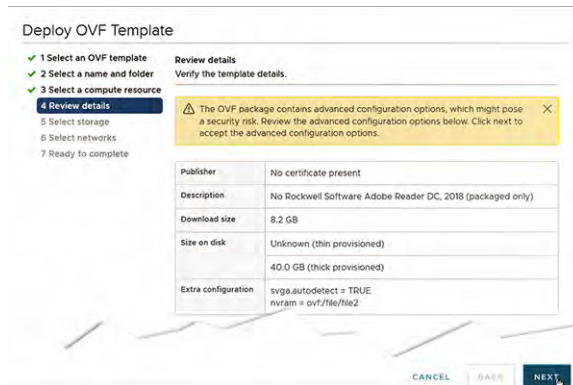 Deploy OVF Template
1 Select an OVF template
2 Select a name and folder
3 Select a compute resource
4 Review details
5 Select storage
6 Select networks
7 Ready to complete
Review details
Verify the template details.
The OVF package contains advanced configuration options, which might pose
a security risk. Review the advanced configuration options below. Click next to
accept the advanced configuration options.
Publisher No certificate present
Description No Rockwell Software Adobe Reader DC, 2018 (packaged only)
Download size 8.2 GB
Size on disk Unknown (thin provisioned)
40.0 GB (thick provisioned)
Extra configuration svga.autodetect = TRUE
nvram = ovf:/file/file2
CANCEL BACK NEXT